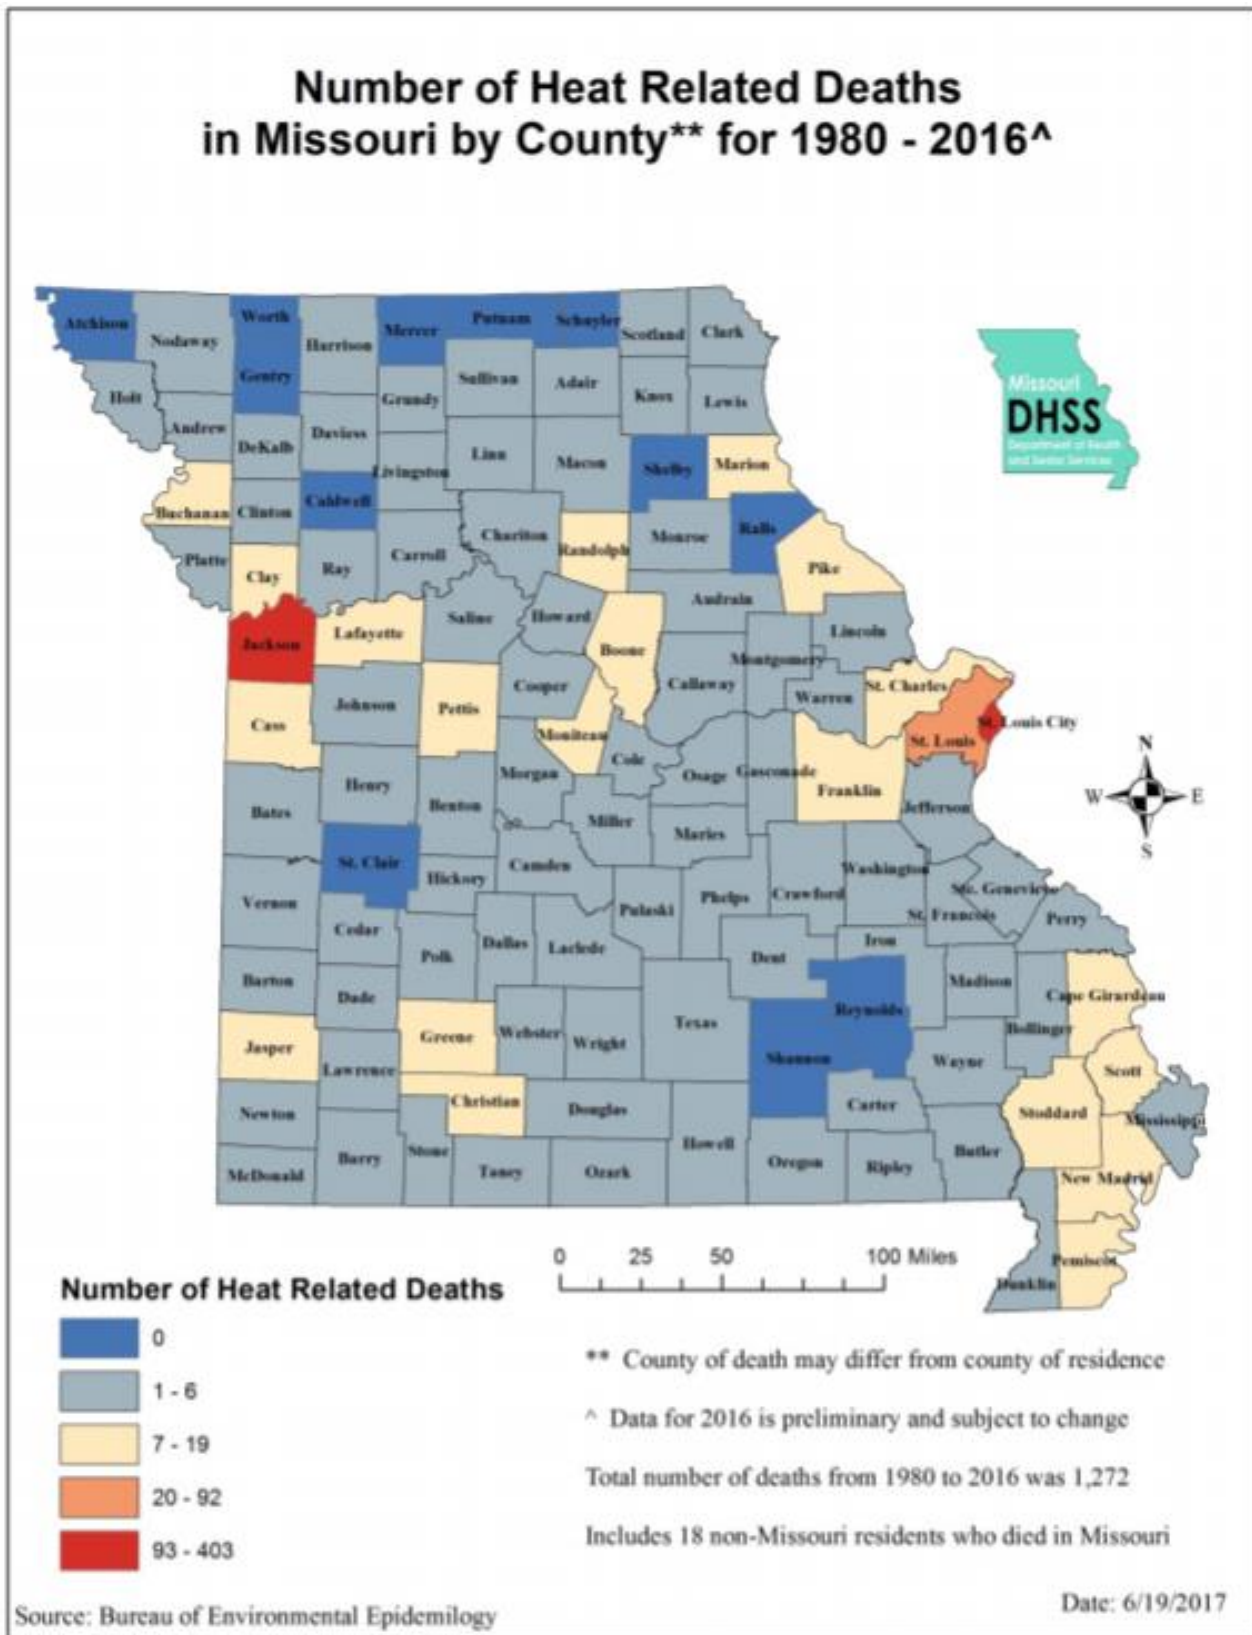 Number of Heat Related Deaths
in Missouri by County** for 1980 - 2016^
Atchison
Nodaway
Worth
Gentry
Harrison
Mercer
Putnam
Schuyler
Scotland
Clark
Holt
Andrew
DeKalb
Daviess
Grundy
Sullivan
Adair
Knox
Lewis
Livingston
Linn
Macon
Shelby
Marion
Buchanan
Clinton
Caldwell
Chariton
Randolph
Monroe
Ralls
Platte
Clay
Ray
Carroll
Pike
Audrain
Jackson
Lafayette
Saline
Howard
Boone
Lincoln
Montgomery
Callaway
Warren
St. Charles
Cass
Johnson
Pettis
Cooper
Moniteau
Cole
Osage
Gasconade
Franklin
St. Louis
St. Louis City
Jefferson
Bates
Henry
Benton
Morgan
Miller
Maries
St. Clair
Hickory
Camden
Pulaski
Phelps
Crawford
Washington
Ste. Genevieve
St. Francois
Perry
Vernon
Cedar
Polk
Dallas
Laclede
Dent
Iron
Madison
Cape Girardeau
Barton
Dade
Greene
Webster
Wright
Texas
Shannon
Reynolds
Bollinger
Wayne
Scott
Jasper
Lawrence
Christian
Douglas
Carter
Stoddard
Mississippi
Newton
McDonald
Barry
Stone
Taney
Ozark
Howell
Oregon
Ripley
Butler
New Madrid
Pemiscot
Dunklin
Missouri
DHSS
Department of Health
and Senior Services
N
W
E
S
0 25 50 100 Miles
Number of Heat Related Deaths
0
1 - 6
7 - 19
20 - 92
93 - 403
** County of death may differ from county of residence
^ Data for 2016 is preliminary and subject to change
Total number of deaths from 1980 to 2016 was 1,272
Includes 18 non-Missouri residents who died in Missouri
Source: Bureau of Environmental Epidemilogy
Date: 6/19/2017